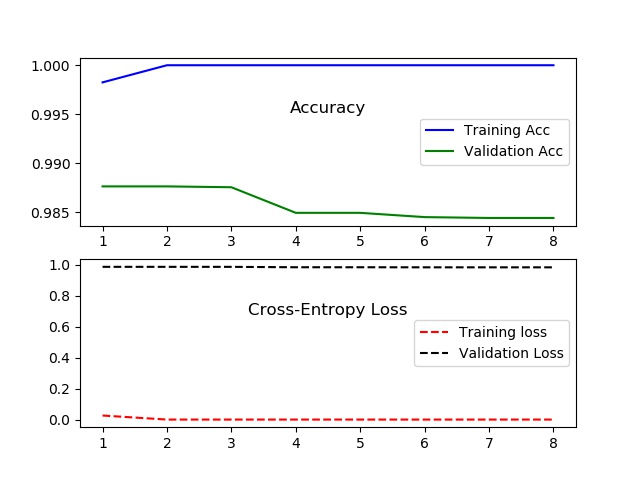 1.000
0.995
0.990
0.985
Accuracy
Training Acc
Validation Acc
1 2 3 4 5 6 7 8
1.0
0.8
0.6
0.4
0.2
0.0
Cross-Entropy Loss
Training loss
Validation Loss
1 2 3 4 5 6 7 8